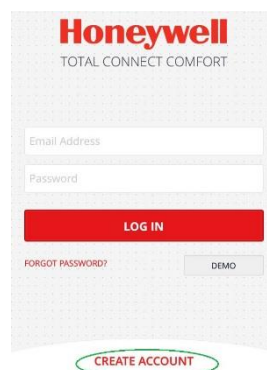 Honeywell
TOTAL CONNECT COMFORT
Email Address
Password
LOG IN
FORGOT PASSWORD?
DEMO
CREATE ACCOUNT